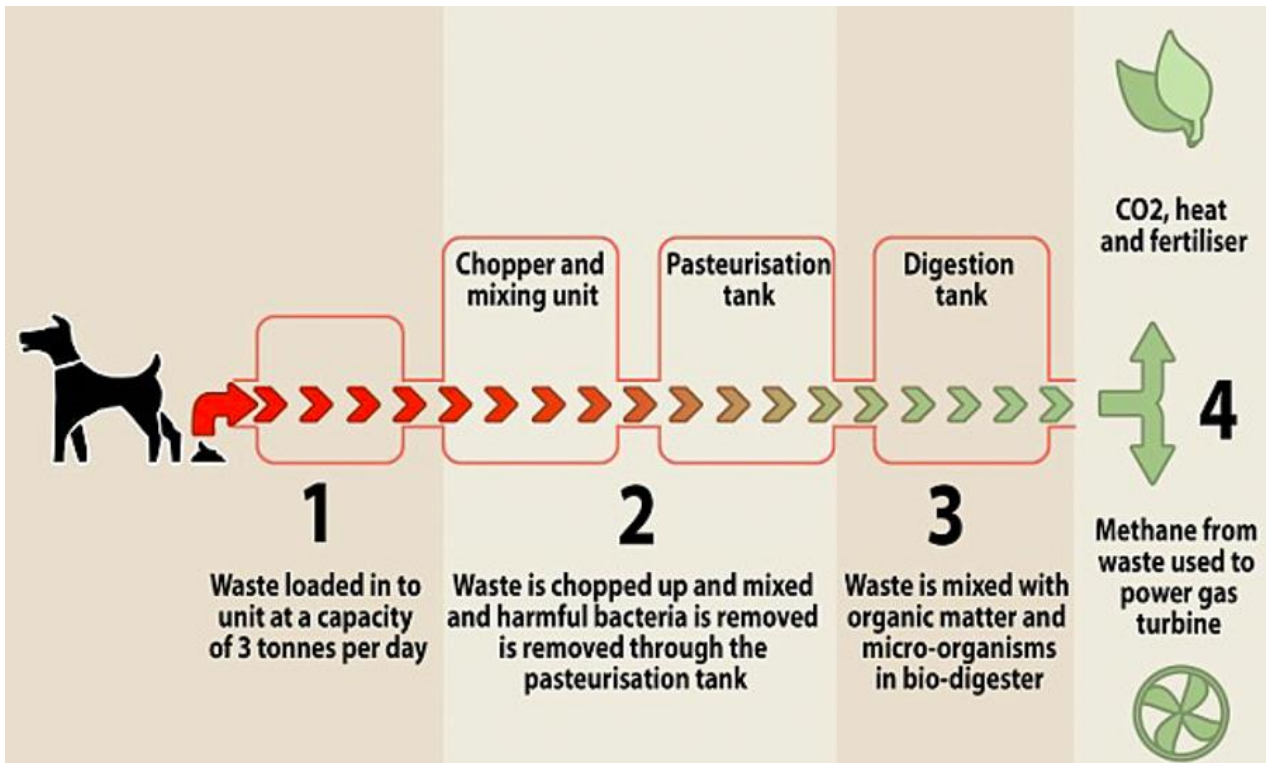 Chopper and
mixing unit
Pasteurisation
tank
Digestion
tank
1
Waste loaded in to
unit at a capacity
of 3 tonnes per day
2
Waste is chopped up and mixed
and harmful bacteria is removed
is removed through the
pasteurisation tank
3
Waste is mixed with
organic matter and
micro-organisms
in bio-digester
CO2, heat
and fertiliser
4
Methane from
waste used to
power gas
turbine